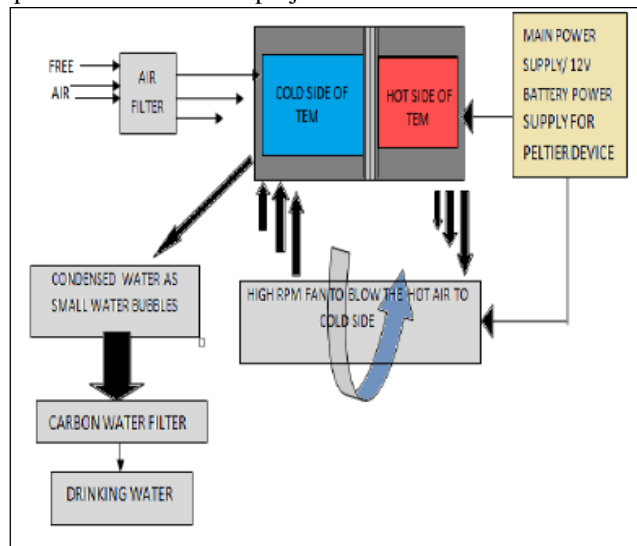 FREE
AIR
AIR
FILTER
COLD SIDE OF
TEM
HOT SIDE OF
TEM
MAIN POWER
SUPPLY/ 12V
BATTERY POWER
SUPPLY FOR
PELTIER DEVICE
CONDENSED WATER AS
SMALL WATER BUBBLES
HIGH RPM FAN TO BLOW THE HOT AIR TO
COLD SIDE
CARBON WATER FILTER
DRINKING WATER